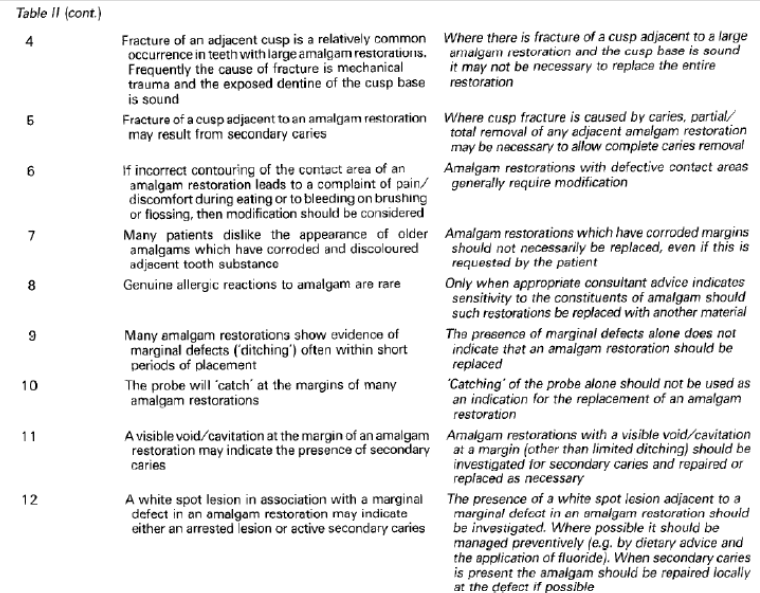 Table II (cont.)
4
Fracture of an adjacent cusp is a relatively common
occurrence in teeth with large amalgam restorations.
Frequently the cause of fracture is mechanical
trauma and the exposed dentine of the cusp base
is sound
Where there is fracture of a cusp adjacent to a large
amalgam restoration and the cusp base is sound
it may not be necessary to replace the entire
restoration
5
Fracture of a cusp adjacent to an amalgam restoration
may result from secondary caries
Where cusp fracture is caused by caries, partial/
total removal of any adjacent amalgam restoration
may be necessary to allow complete caries removal
6
If incorrect contouring of the contact area of an
amalgam restoration leads to a complaint of pain/
discomfort during eating or to bleeding on brushing
or flossing, then modification should be considered
Amalgam restorations with defective contact areas
generally require modification
7
Many patients dislike the appearance of older
amalgams which have corroded and discoloured
adjacent tooth substance
Amalgam restorations which have corroded margins
should not necessarily be replaced, even if this is
requested by the patient
8
Genuine allergic reactions to amalgam are rare
Only when appropriate consultant advice indicates
sensitivity to the constituents of amalgam should
such restorations be replaced with another material
9
Many amalgam restorations show evidence of
marginal defects ('ditching') often within short
periods of placement
The presence of marginal defects alone does not
indicate that an amalgam restoration should be
replaced
10
The probe will 'catch' at the margins of many
amalgam restorations
'Catching' of the probe alone should not be used as
an indication for the replacement of an amalgam
restoration
11
A visible void/cavitation at the margin of an amalgam
restoration may indicate the presence of secondary
caries
Amalgam restorations with a visible void/cavitation
at a margin (other than limited ditching) should be
investigated for secondary caries and repaired or
replaced as necessary
12
A white spot lesion in association with a marginal
defect in an amalgam restoration may indicate
either an arrested lesion or active secondary caries
The presence of a white spot lesion adjacent to a
marginal defect in an amalgam restoration should
be investigated. Where possible it should be
managed preventively (e.g. by dietary advice and
the application of fluoride). When secondary caries
is present the amalgam should be repaired locally
at the defect if possible